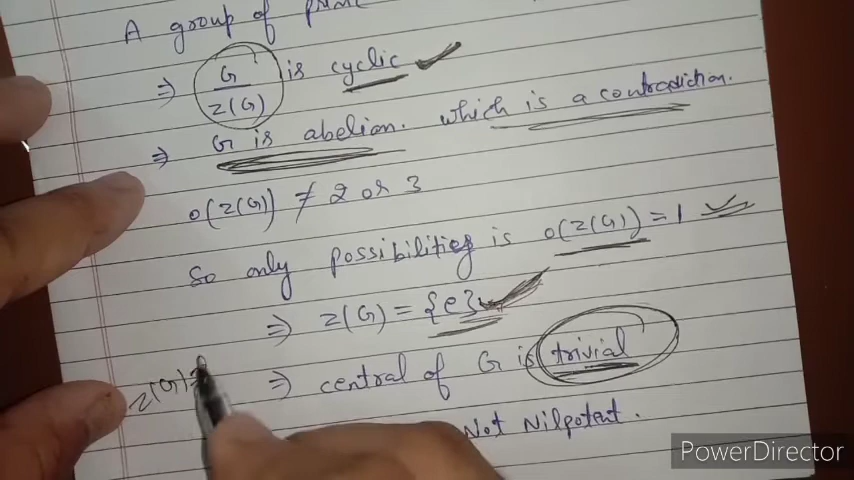 A group of prime
⇒ G/Z(G) is cyclic ✓
⇒ G is abelian. which is a contradiction.
o(Z(G)) ≠ 2 or 3
So only possibilities is o(Z(G)) = 1
⇒ Z(G) = {e}
⇒ central of G is trivial
Z(G)=
Not Nilpotent.
PowerDirector